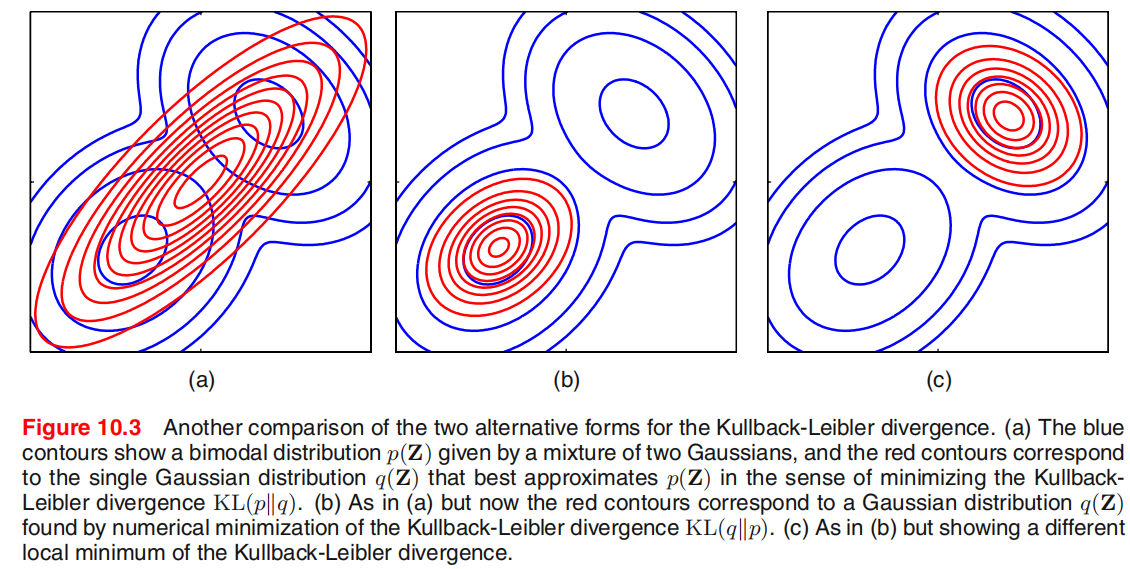 (a)
(b)
(c)
Figure 10.3 Another comparison of the two alternative forms for the Kullback-Leibler divergence. (a) The blue
contours show a bimodal distribution p(Z) given by a mixture of two Gaussians, and the red contours correspond
to the single Gaussian distribution q(Z) that best approximates p(Z) in the sense of minimizing the Kullback-
Leibler divergence KL(p‖q). (b) As in (a) but now the red contours correspond to a Gaussian distribution q(Z)
found by numerical minimization of the Kullback-Leibler divergence KL(q‖p). (c) As in (b) but showing a different
local minimum of the Kullback-Leibler divergence.